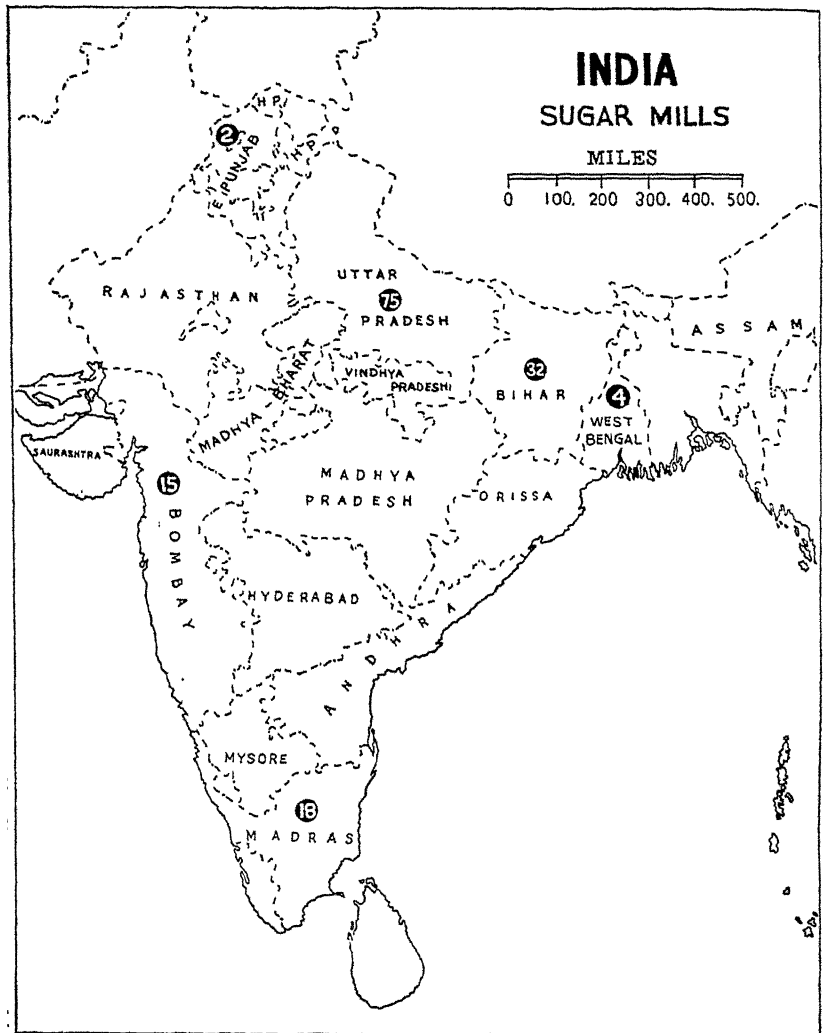 INDIA
SUGAR MILLS
MILES
0 100. 200 300. 400. 500.
H P
2
E PUNJAB
H P
P
UTTAR
75
PRADESH
RAJASTHAN
ASSAM
MADHYA BHARAT
VINDHYA
PRADESH
32
BIHAR
4
WEST
BENGAL
SAURASHTRA
15
BOMBAY
MADHYA
PRADESH
ORISSA
HYDERABAD
ANDHRA
MYSORE
18
MADRAS